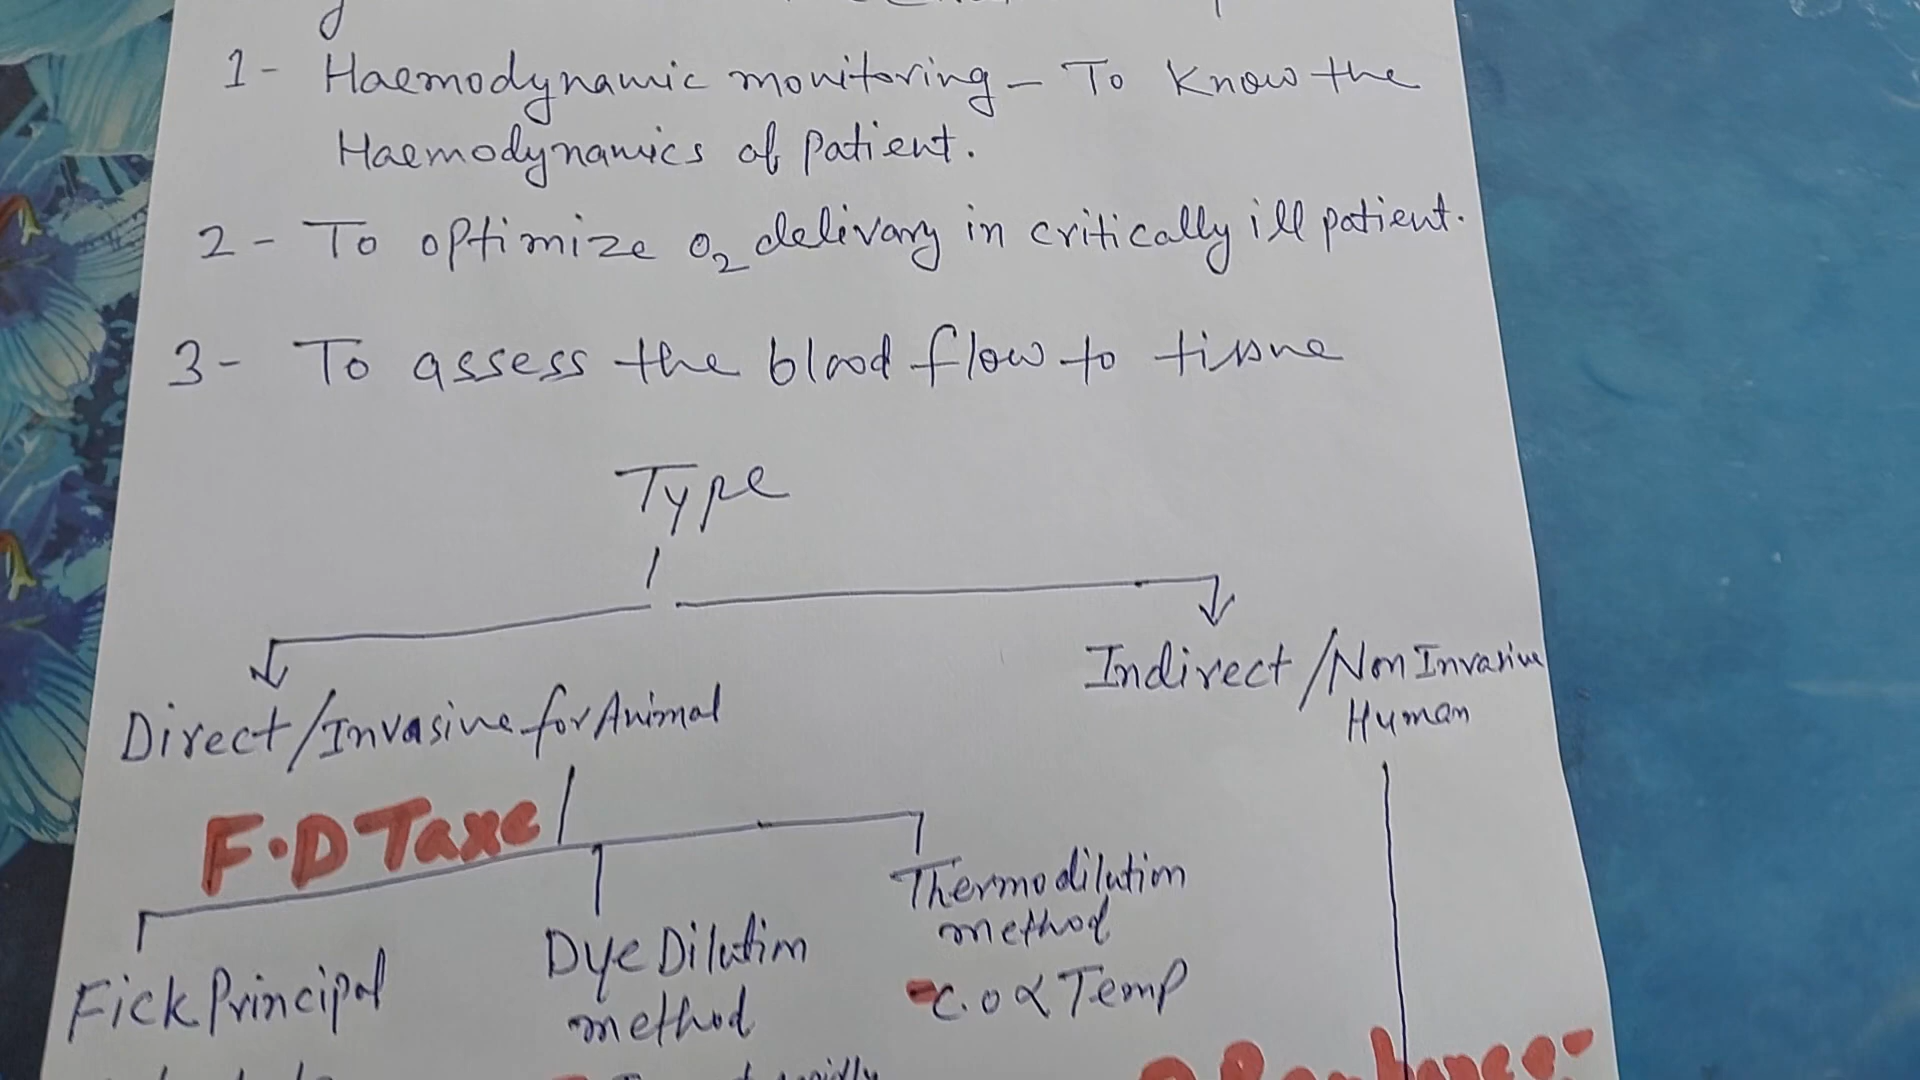 1- Haemodynamic monitoring - To Know the
Haemodynamics of patient.
2- To optimize O2 delivary in critically ill patient.
3- To assess the blood flow to tissue
Type
Direct/Invasive for Animal
Indirect/Non Invasive
Human
F.D Taxe
Fick Principal
Dye Dilution
method
Thermodilution
method
-C.O ∝ Temp